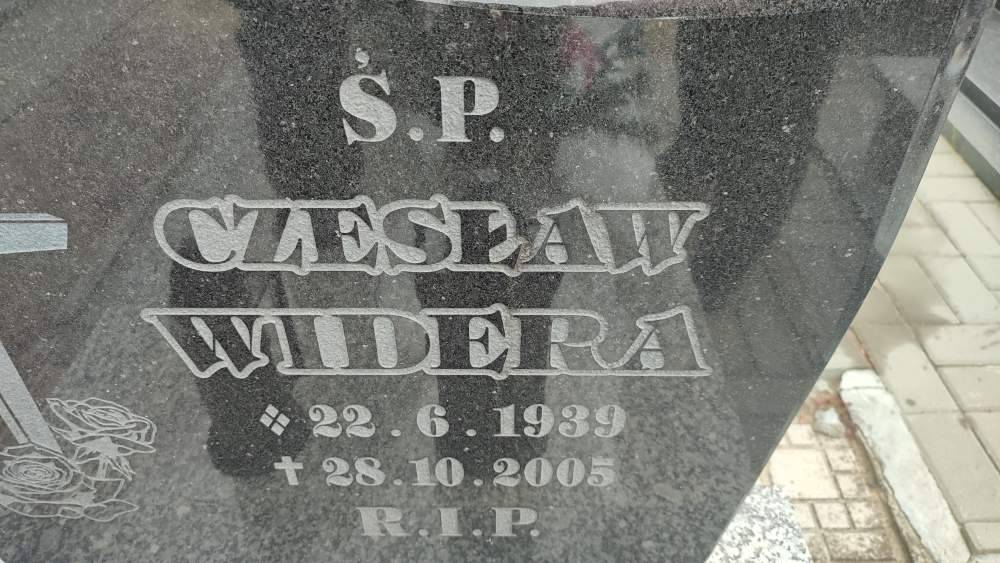 Ś.P.
CZESŁAW
WIDERA
❖ 22.6.1939
✝ 28.10.2005
R.I.P.